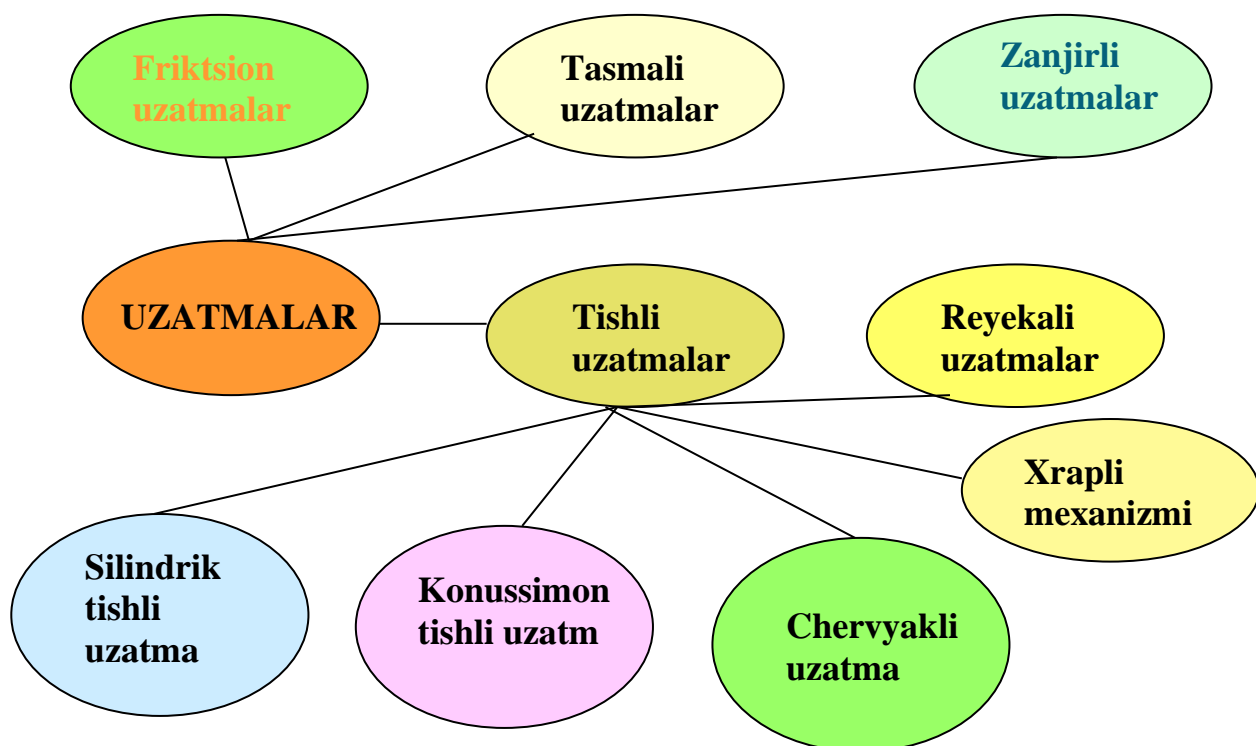 Friktsion
uzatmalar
Tasmali
uzatmalar
Zanjirli
uzatmalar
UZATMALAR
Tishli
uzatmalar
Reyekali
uzatmalar
Xrapli
mexanizmi
Silindrik
tishli
uzatma
Konussimon
tishli uzatm
Chervyakli
uzatma